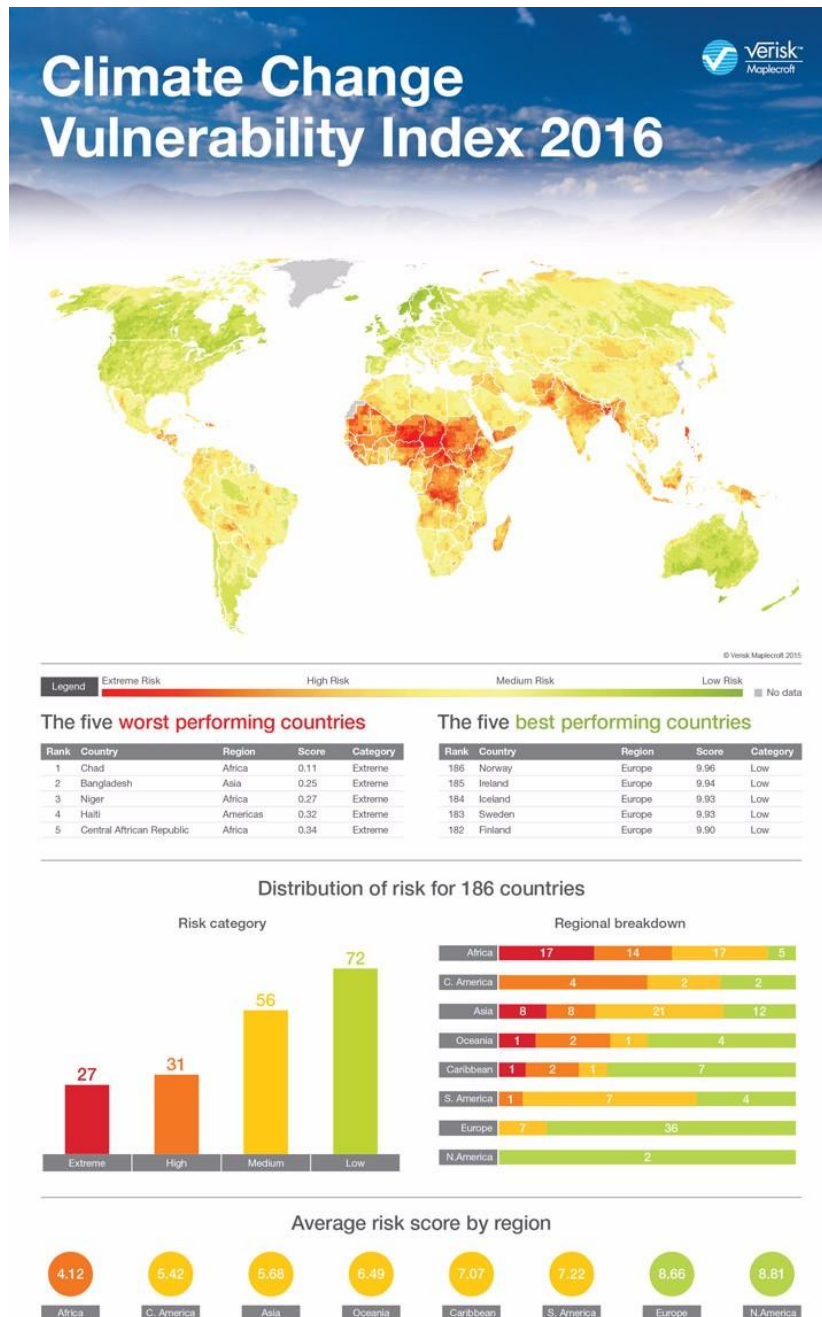 Climate Change
Vulnerability Index 2016
Verisk™
Maplecroft
© Verisk Maplecroft 2015
Legend
Extreme Risk High Risk Medium Risk Low Risk
No data
The five worst performing countries
Rank Country Region Score Category
1 Chad Africa 0.11 Extreme
2 Bangladesh Asia 0.25 Extreme
3 Niger Africa 0.27 Extreme
4 Haiti Americas 0.32 Extreme
5 Central Aftrican Republic Africa 0.34 Extreme
The five best performing countries
Rank Country Region Score Category
186 Norway Europe 9.96 Low
185 Ireland Europe 9.94 Low
184 Iceland Europe 9.93 Low
183 Sweden Europe 9.93 Low
182 Finland Europe 9.90 Low
Distribution of risk for 186 countries
Risk category
27 31 56 72
Extreme High Medium Low
Regional breakdown
Africa 17 14 17 5
C. America 4 2 2
Asia 8 8 21 12
Oceania 1 2 1 4
Caribbean 1 2 1 7
S. America 1 7 4
Europe 7 36
N.America 2
Average risk score by region
4.12 5.42 5.68 6.49 7.07 7.22 8.66 8.81
Africa C. America Asia Oceania Caribbean S. America Europe N.America